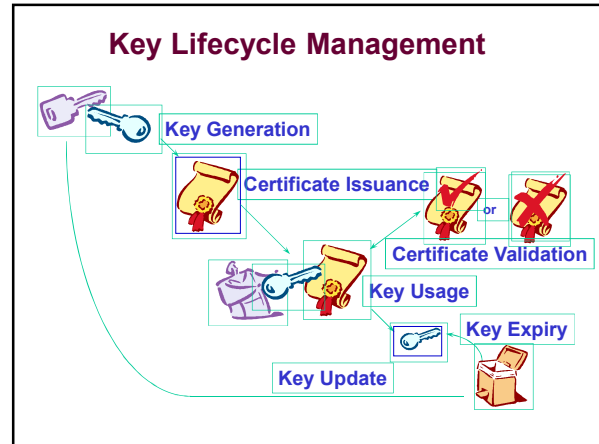 Key Lifecycle Management
Key Generation
Certificate Issuance
or
Certificate Validation
Key Usage
Key Expiry
Key Update